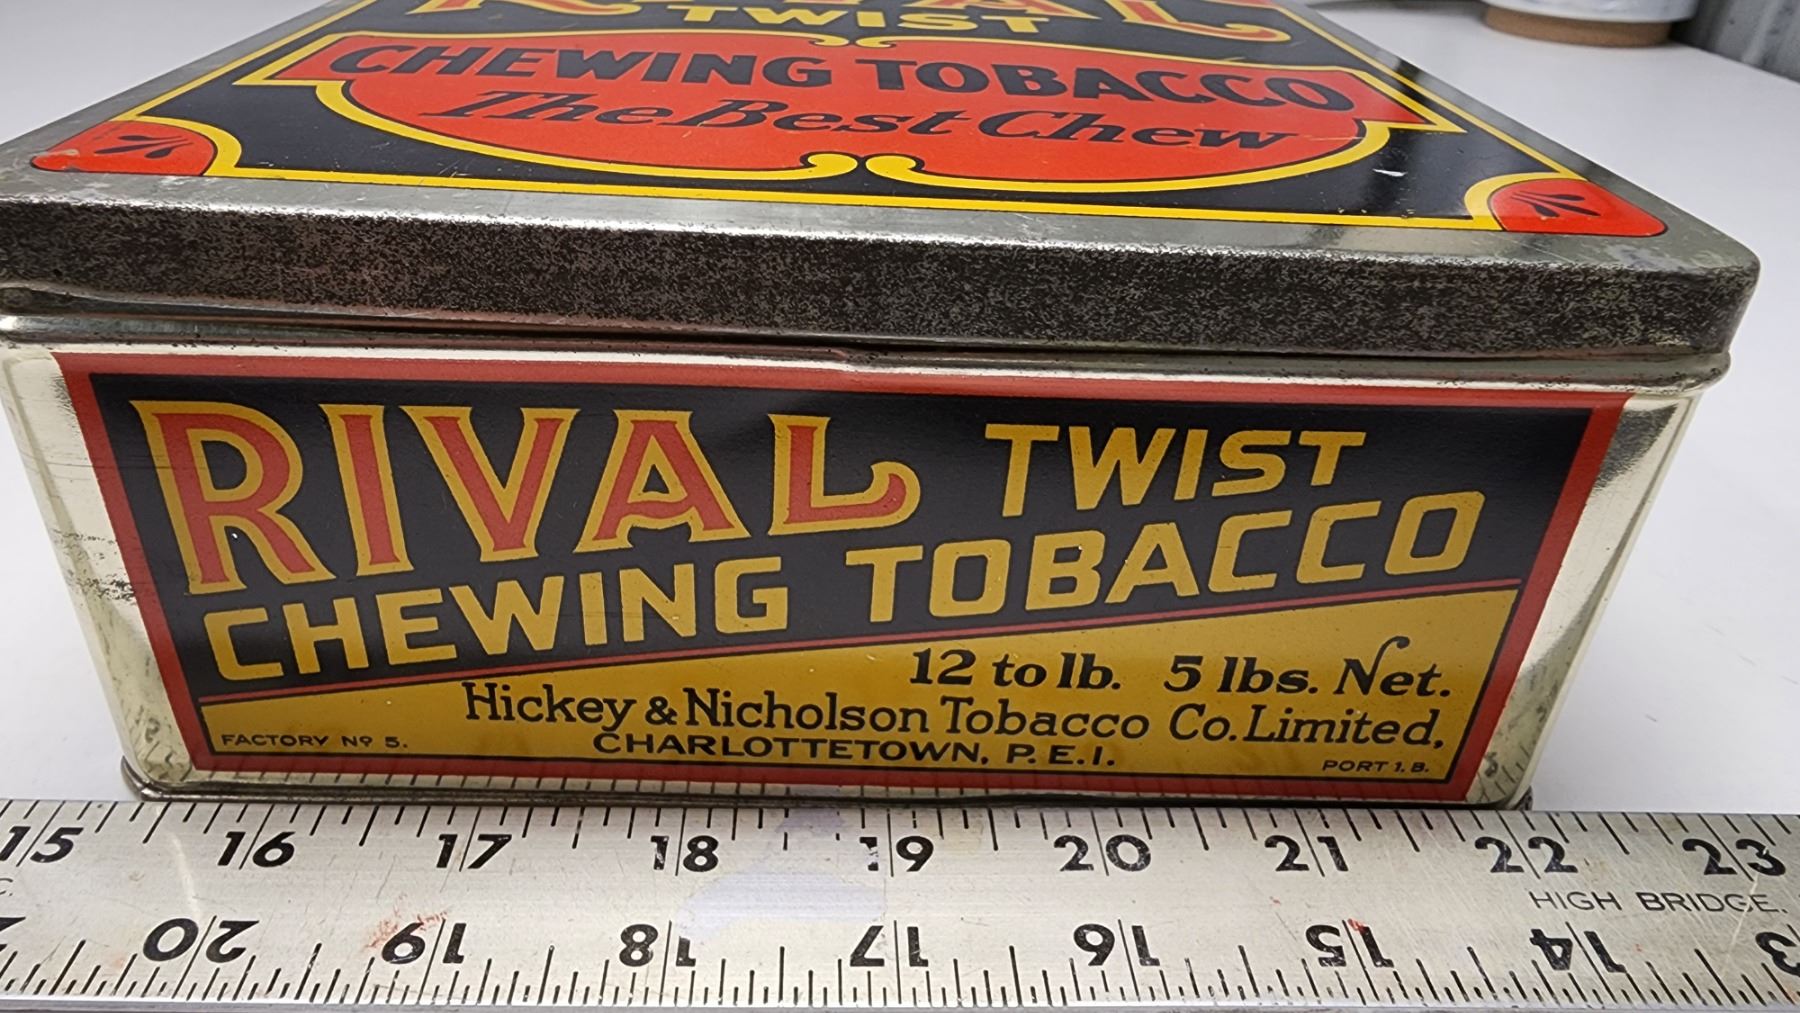 RIVAL
TWIST
CHEWING TOBACCO
The Best Chew
RIVAL TWIST
CHEWING TOBACCO
12 to lb. 5 lbs. Net.
Hickey & Nicholson Tobacco Co. Limited,
CHARLOTTETOWN, P.E.I.
FACTORY Nº 5.
PORT 1. B.
15 16 17 18 19 20 21 22 23
HIGH BRIDGE.
20 19 18 17 16 15 14